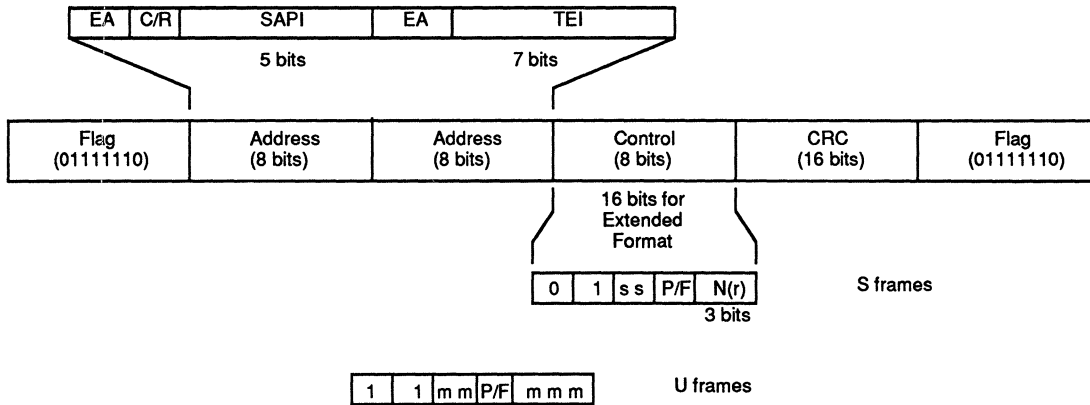 EA C/R SAPI EA TEI
5 bits 7 bits
Flag Address Address Control CRC Flag
(01111110) (8 bits) (8 bits) (8 bits) (16 bits) (01111110)
16 bits for
Extended
Format
0 1 s s P/F N(r) S frames
3 bits
1 1 m m P/F m m m U frames